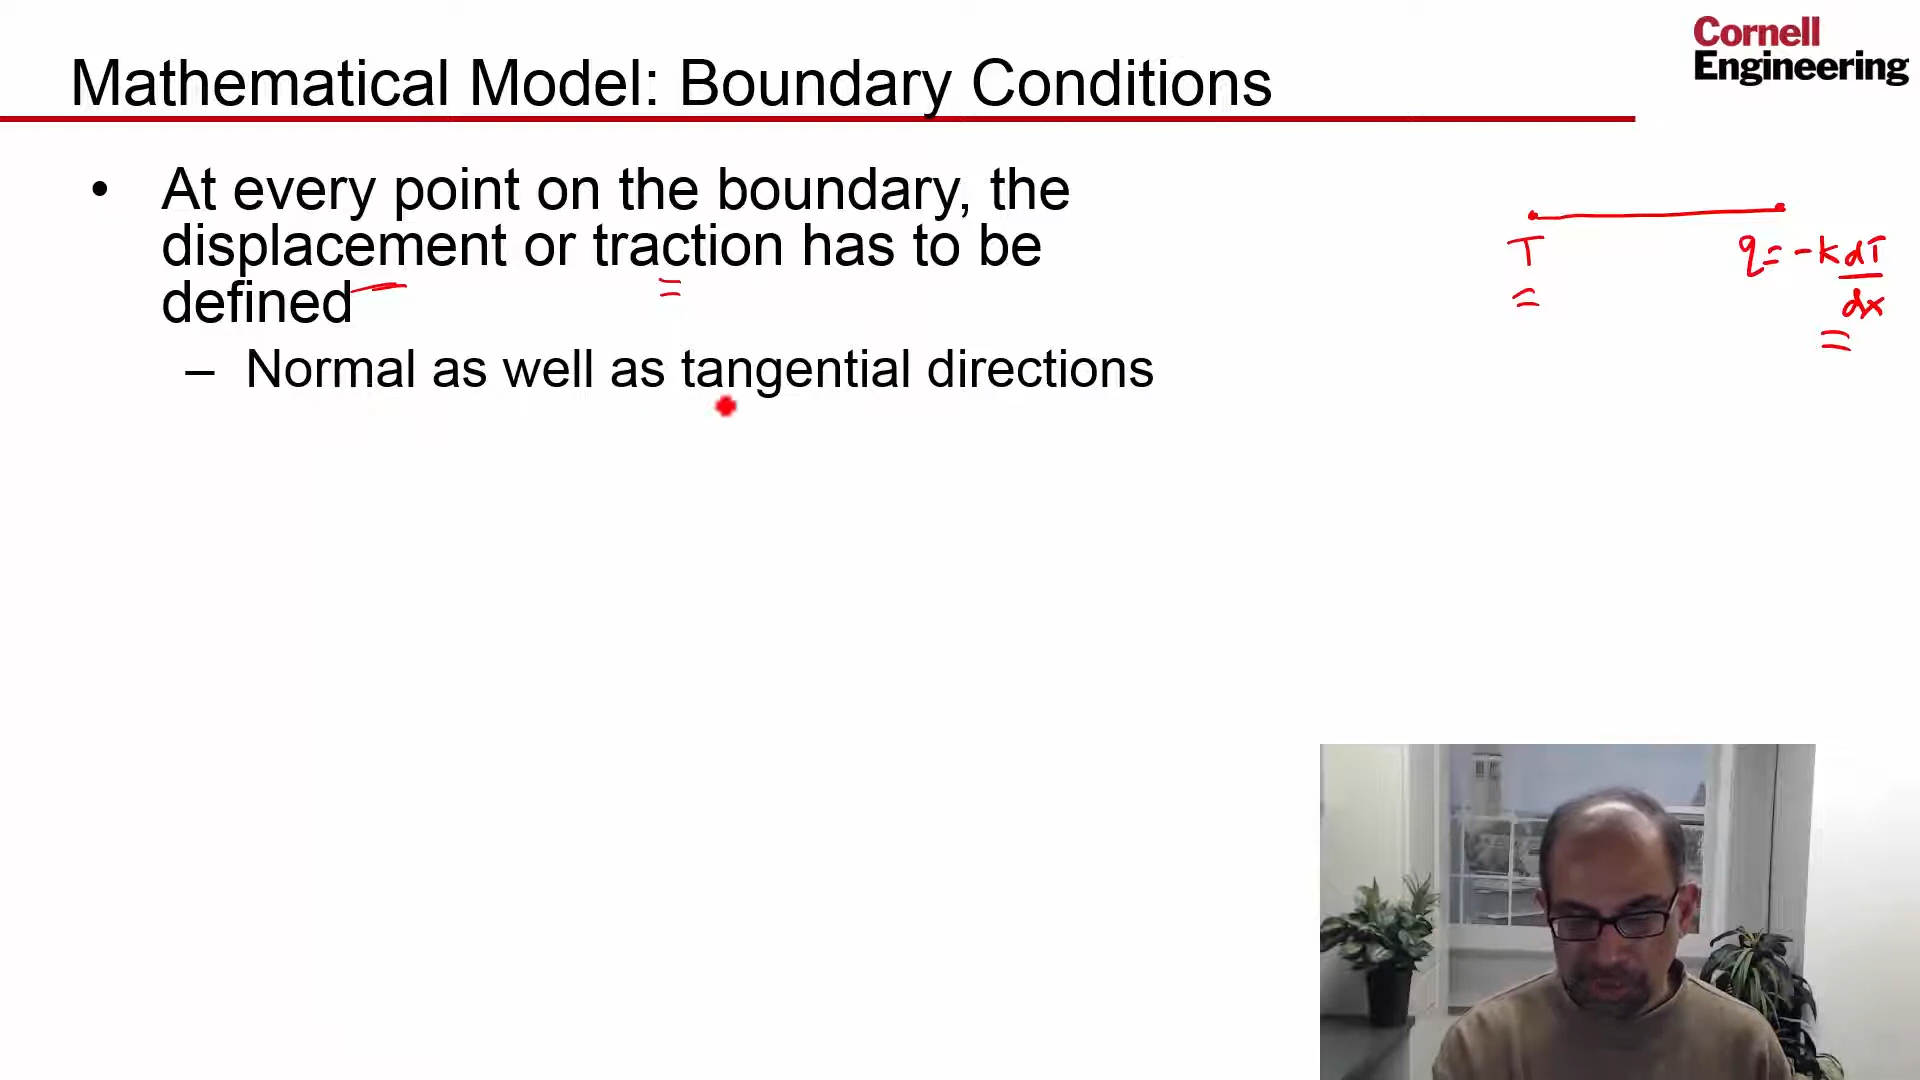 Mathematical Model: Boundary Conditions
Cornell
Engineering
• At every point on the boundary, the
displacement or traction has to be
defined
– Normal as well as tangential directions
T
q = -k dT
dx